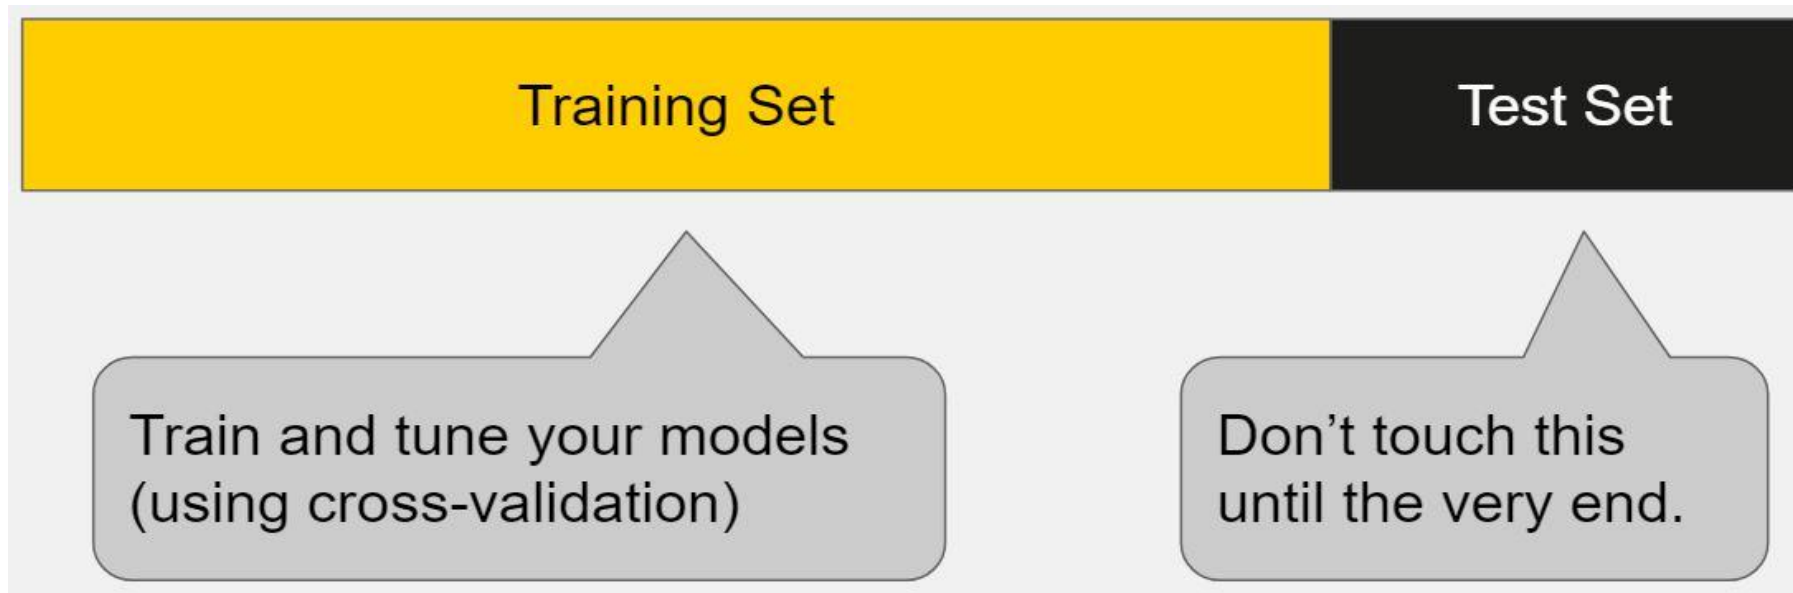 Training Set
Test Set
Train and tune your models
(using cross-validation)
Don’t touch this
until the very end.